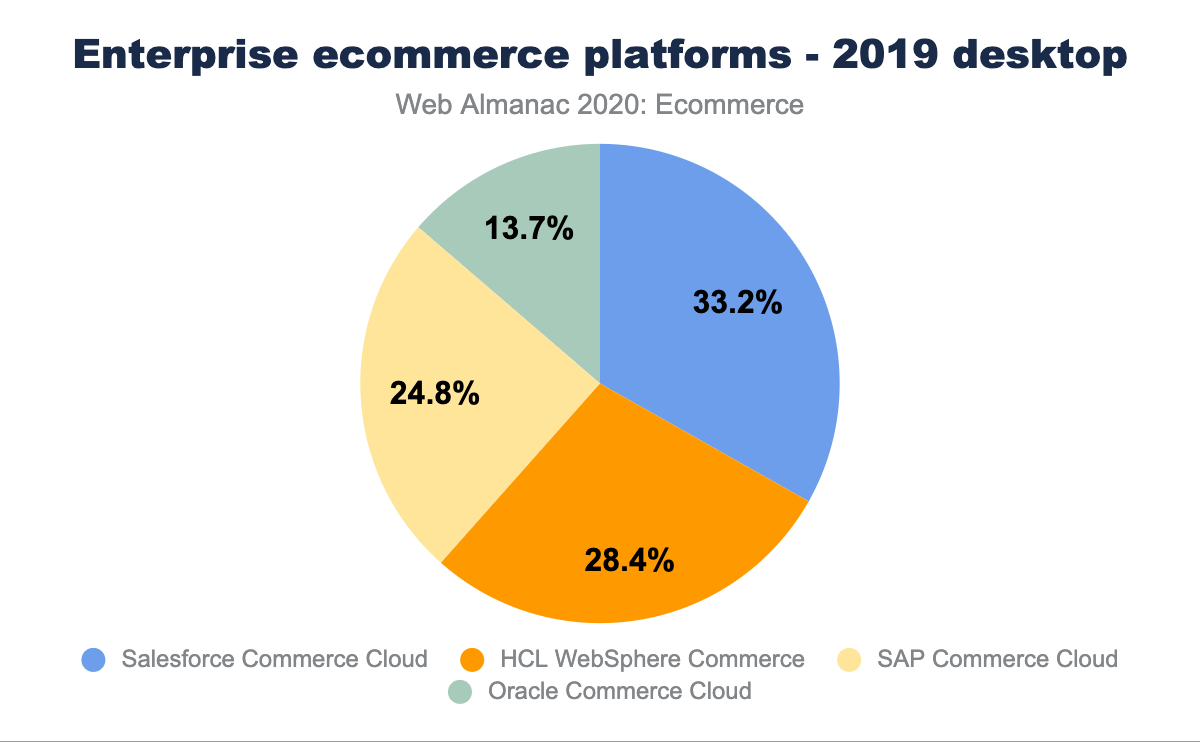 Enterprise ecommerce platforms - 2019 desktop
Web Almanac 2020: Ecommerce
13.7%
33.2%
24.8%
28.4%
Salesforce Commerce Cloud HCL WebSphere Commerce SAP Commerce Cloud
Oracle Commerce Cloud